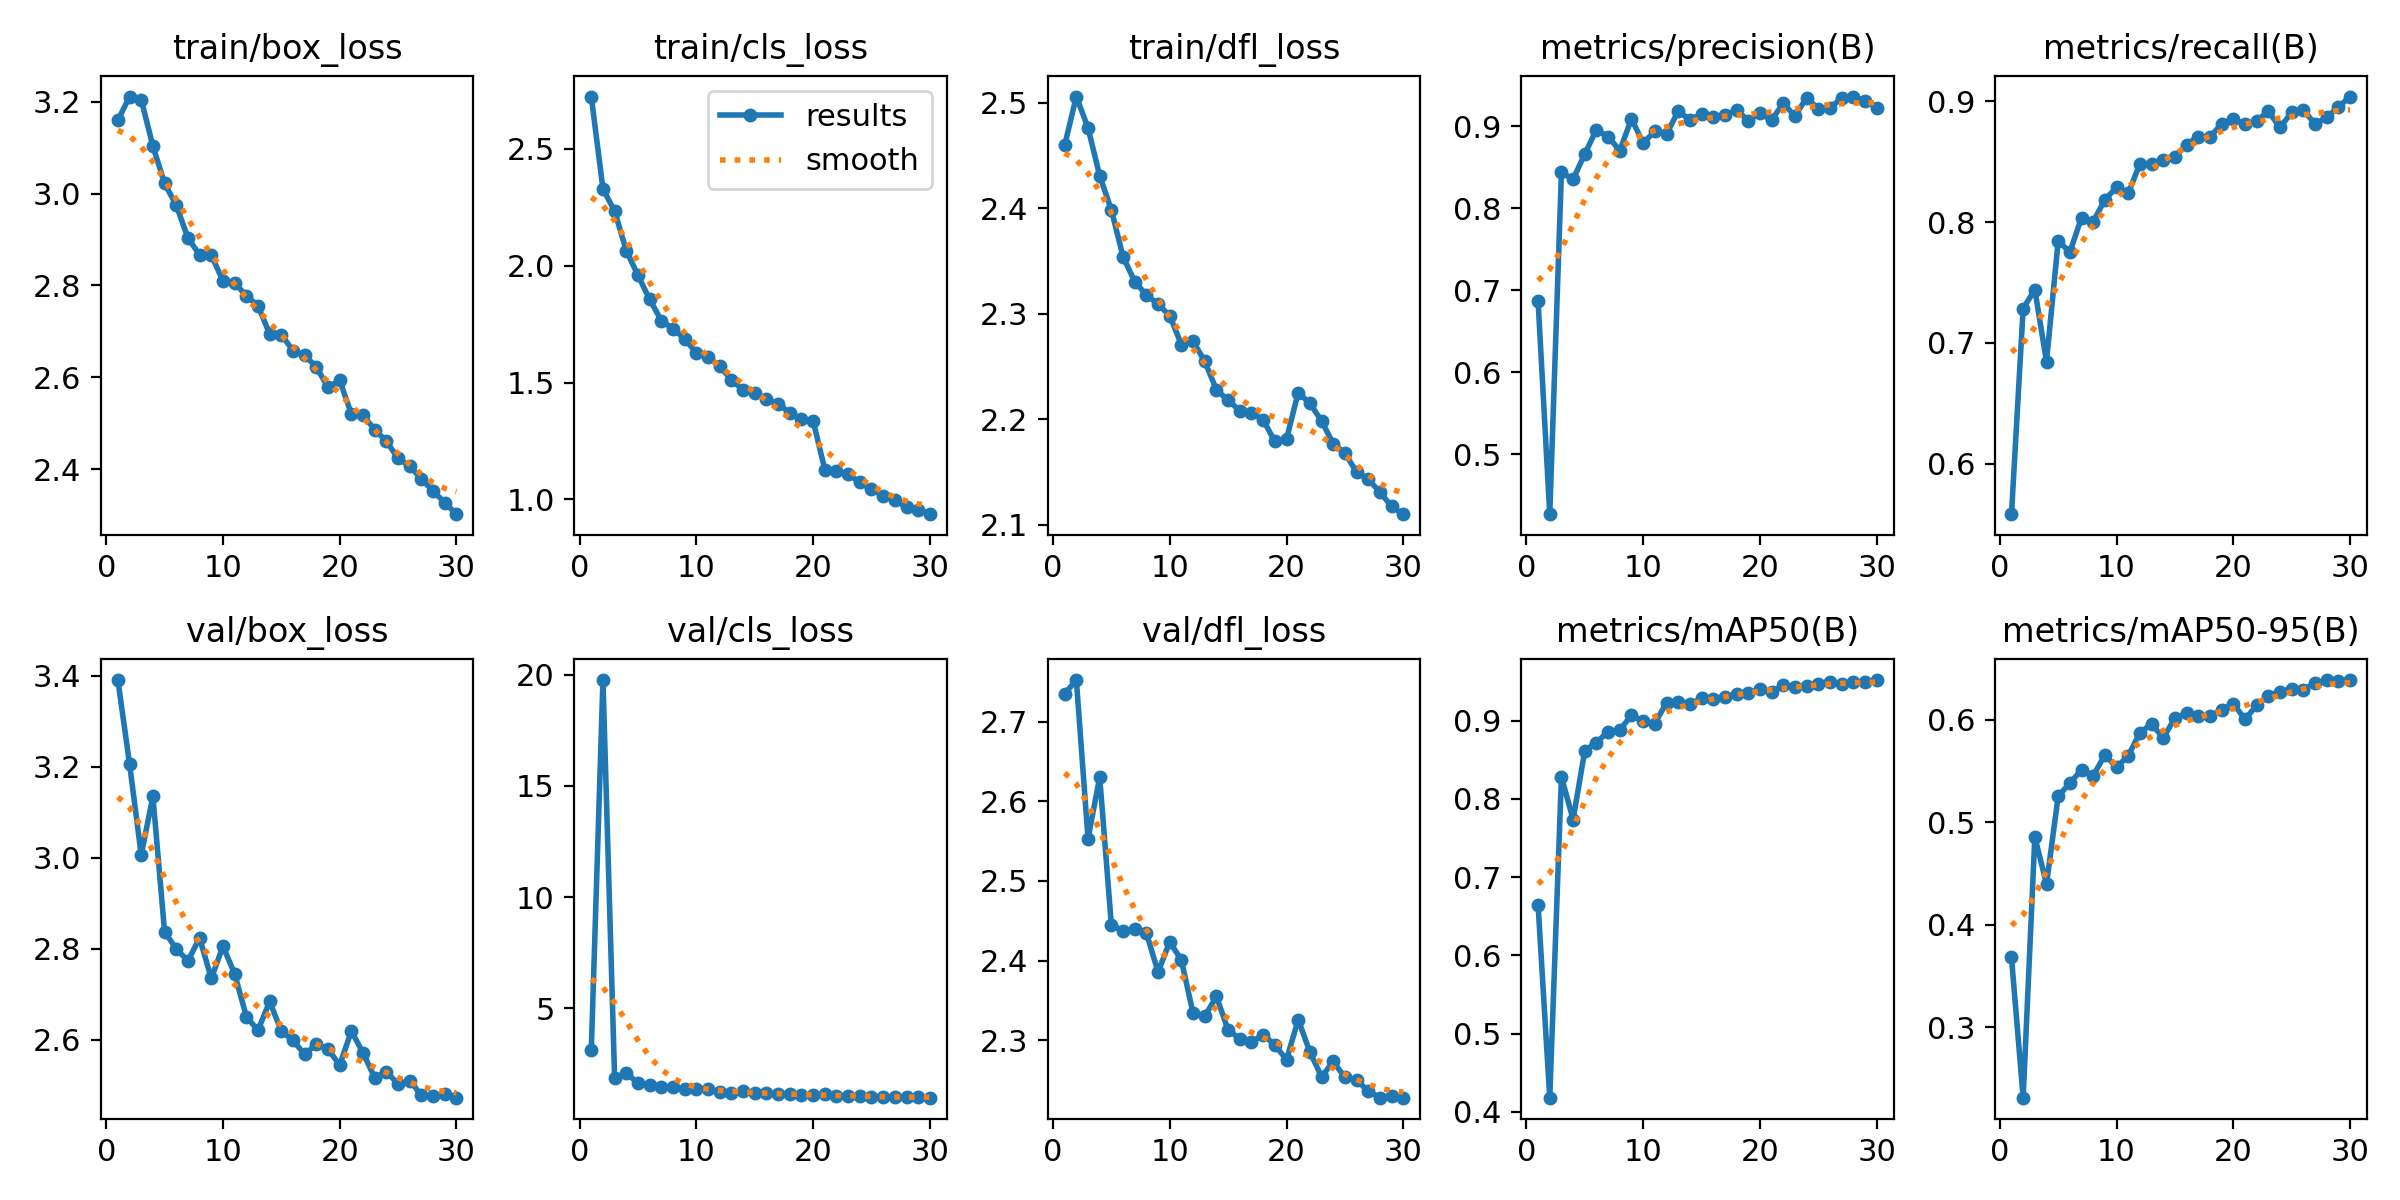 train/box_loss
3.2
3.0
2.8
2.6
2.4
0 10 20 30
train/cls_loss
results
smooth
2.5
2.0
1.5
1.0
0 10 20 30
train/dfl_loss
2.5
2.4
2.3
2.2
2.1
0 10 20 30
metrics/precision(B)
0.9
0.8
0.7
0.6
0.5
0 10 20 30
metrics/recall(B)
0.9
0.8
0.7
0.6
0 10 20 30
val/box_loss
3.4
3.2
3.0
2.8
2.6
0 10 20 30
val/cls_loss
20
15
10
5
0 10 20 30
val/dfl_loss
2.7
2.6
2.5
2.4
2.3
0 10 20 30
metrics/mAP50(B)
0.9
0.8
0.7
0.6
0.5
0.4
0 10 20 30
metrics/mAP50-95(B)
0.6
0.5
0.4
0.3
0 10 20 30